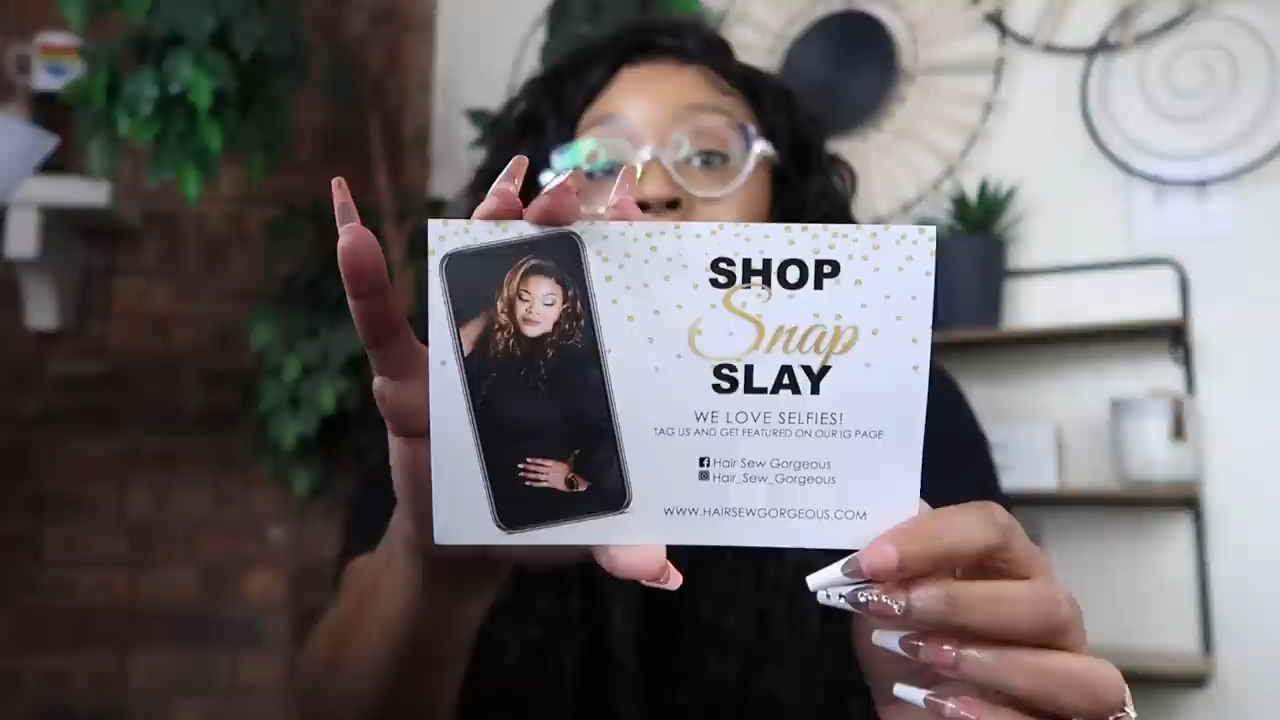 SHOP
Snap
SLAY
WE LOVE SELFIES!
TAG US AND GET FEATURED ON OUR IG PAGE
Hair Sew Gorgeous
Hair_Sew_Gorgeous
WWW.HAIRSEWGORGEOUS.COM